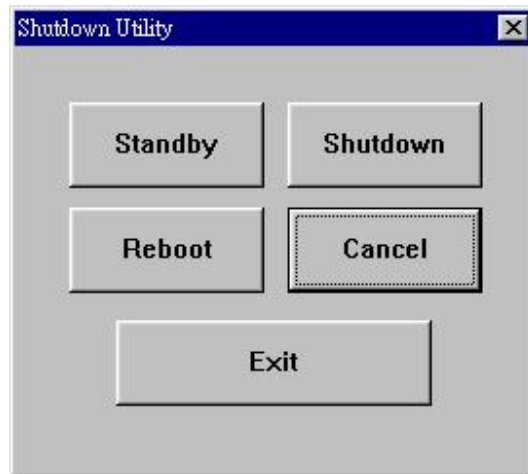 Shutdown Utility
Standby
Shutdown
Reboot
Cancel
Exit